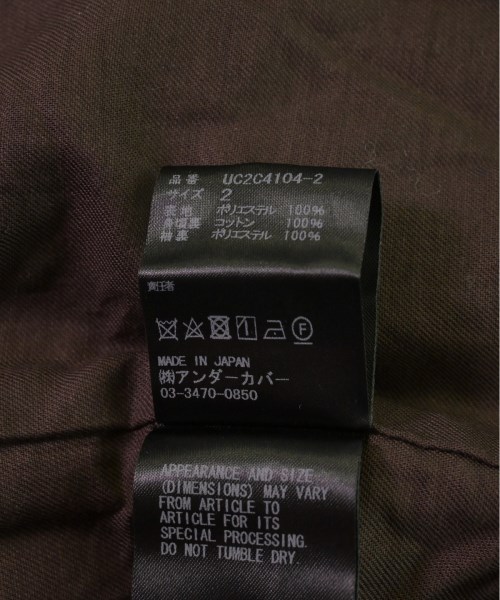 品番 UC2C4104-2
サイズ 2
表地 ポリエステル 100%
身頃裏 コットン 100%
袖裏 ポリエステル 100%
責任者
MADE IN JAPAN
㈱アンダーカバー
03-3470-0850
APPEARANCE AND SIZE
(DIMENSIONS) MAY VARY
FROM ARTICLE TO
ARTICLE FOR ITS
SPECIAL PROCESSING.
DO NOT TUMBLE DRY.